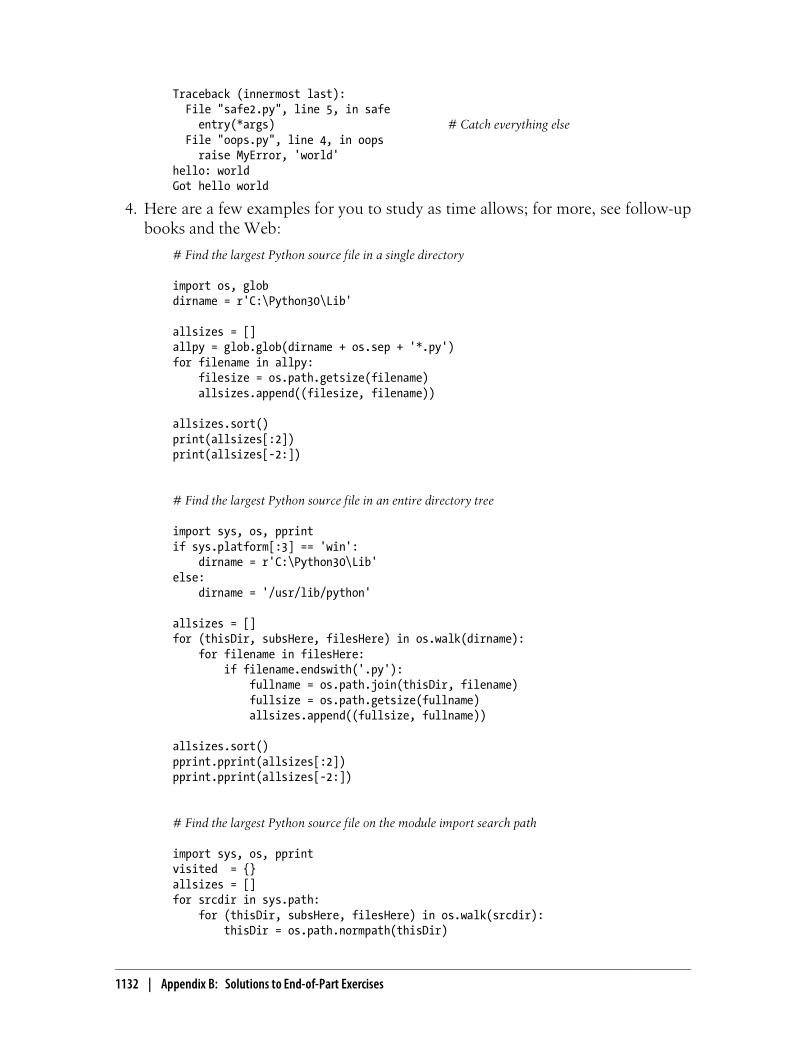 Traceback (innermost last):
  File "safe2.py", line 5, in safe
    entry(*args)                           # Catch everything else
  File "oops.py", line 4, in oops
    raise MyError, 'world'
hello: world
Got hello world
4. Here are a few examples for you to study as time allows; for more, see follow-up
books and the Web:
# Find the largest Python source file in a single directory
import os, glob
dirname = r'C:\Python30\Lib'
allsizes = []
allpy = glob.glob(dirname + os.sep + '*.py')
for filename in allpy:
    filesize = os.path.getsize(filename)
    allsizes.append((filesize, filename))
allsizes.sort()
print(allsizes[:2])
print(allsizes[-2:])
# Find the largest Python source file in an entire directory tree
import sys, os, pprint
if sys.platform[:3] == 'win':
    dirname = r'C:\Python30\Lib'
else:
    dirname = '/usr/lib/python'
allsizes = []
for (thisDir, subsHere, filesHere) in os.walk(dirname):
    for filename in filesHere:
        if filename.endswith('.py'):
            fullname = os.path.join(thisDir, filename)
            fullsize = os.path.getsize(fullname)
            allsizes.append((fullsize, fullname))
allsizes.sort()
pprint.pprint(allsizes[:2])
pprint.pprint(allsizes[-2:])
# Find the largest Python source file on the module import search path
import sys, os, pprint
visited  = {}
allsizes = []
for srcdir in sys.path:
    for (thisDir, subsHere, filesHere) in os.walk(srcdir):
        thisDir = os.path.normpath(thisDir)
1132 | Appendix B: Solutions to End-of-Part Exercises